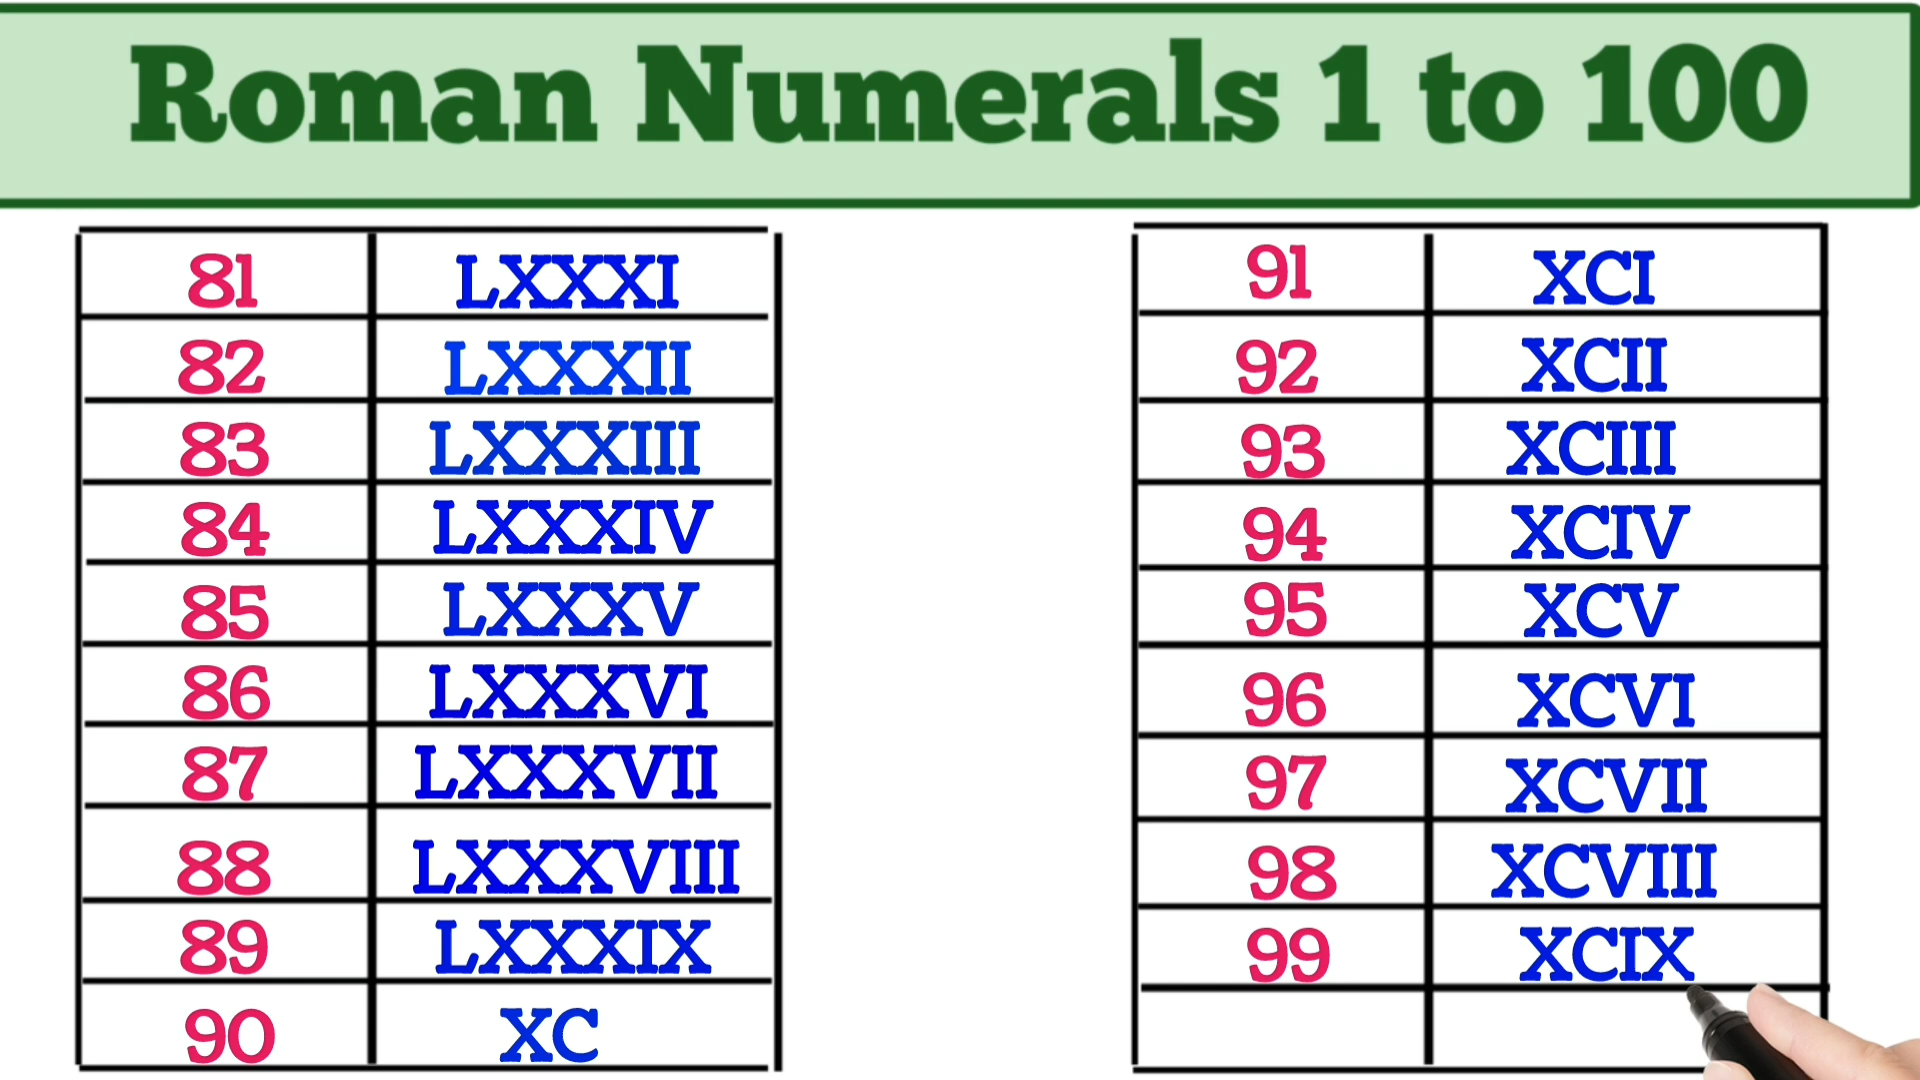 Roman Numerals 1 to 100
81 LXXXI
82 LXXXII
83 LXXXIII
84 LXXXIV
85 LXXXV
86 LXXXVI
87 LXXXVII
88 LXXXVIII
89 LXXXIX
90 XC
91 XCI
92 XCII
93 XCIII
94 XCIV
95 XCV
96 XCVI
97 XCVII
98 XCVIII
99 XCIX